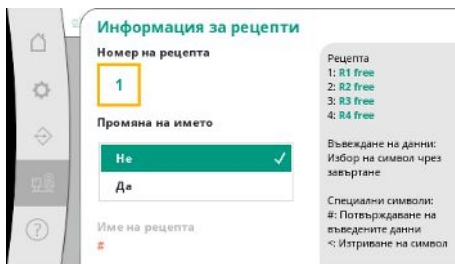 Информация за рецепти
Номер на рецепта
1
Промяна на името
Не
Да
Име на рецепта
#
Рецепта
1: R1 free
2: R2 free
3: R3 free
4: R4 free
Въвеждане на данни:
Избор на символ чрез
завъртане
Специални символи:
#: Потвърждаване на
въведените данни
<: Изтриване на символ